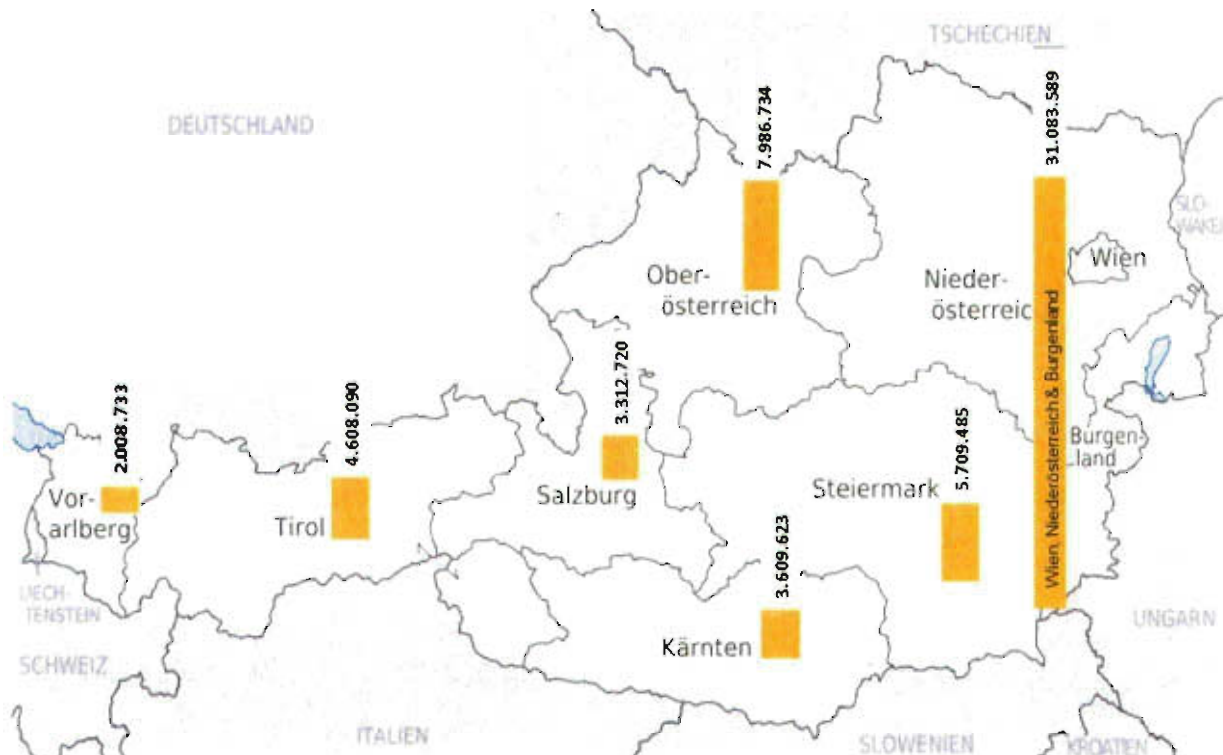 TSCHECHIEN
DEUTSCHLAND
7.986.734
31.083.589
SLO-
WAKEI
Wien
Ober-
österreich
Nieder-
österreic
Wien, Niederösterreich & Burgenland
3.312.720
2.008.733
4.608.090
Burgen-
land
5.709.485
Vor-
arlberg
Tirol
Salzburg
Steiermark
3.609.623
LIECH-
TENSTEIN
UNGARN
Kärnten
SCHWEIZ
ITALIEN
SLOWENIEN
KROATIEN